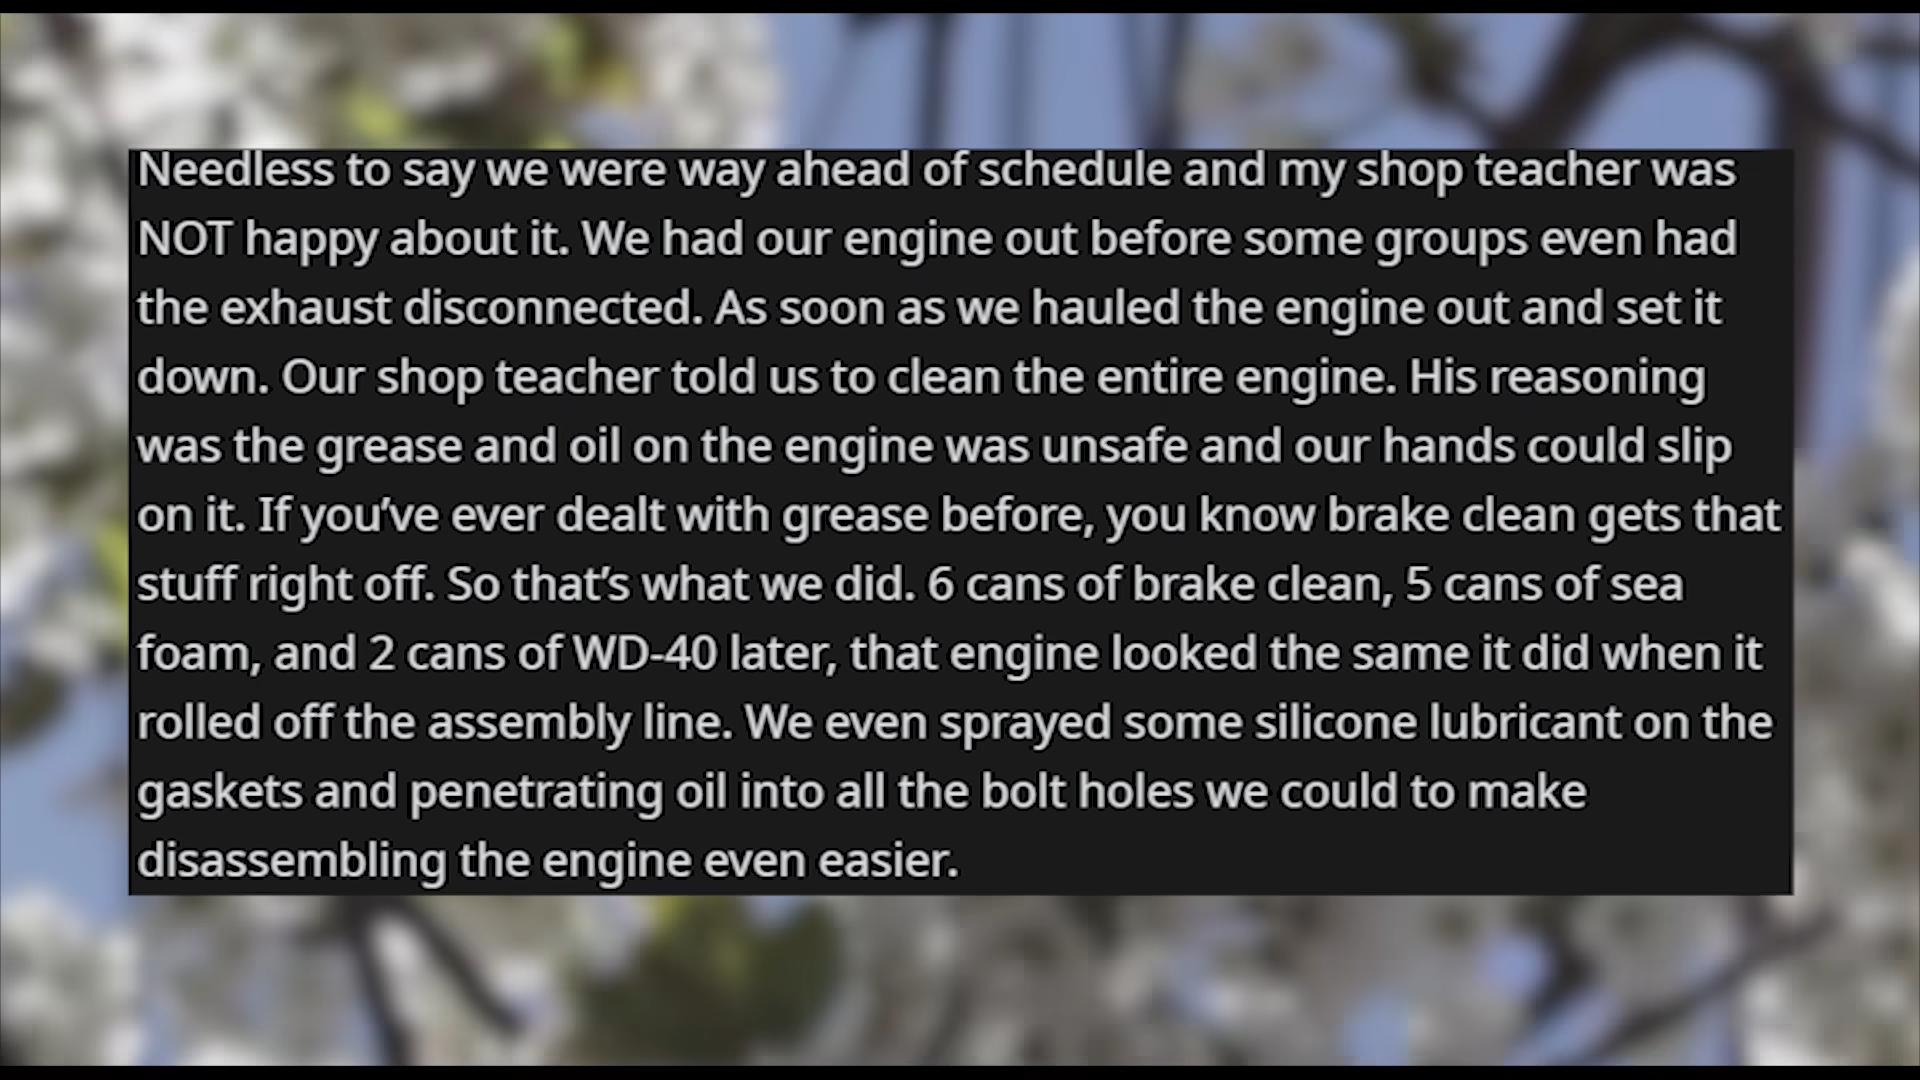 Needless to say we were way ahead of schedule and my shop teacher was
NOT happy about it. We had our engine out before some groups even had
the exhaust disconnected. As soon as we hauled the engine out and set it
down. Our shop teacher told us to clean the entire engine. His reasoning
was the grease and oil on the engine was unsafe and our hands could slip
on it. If you’ve ever dealt with grease before, you know brake clean gets that
stuff right off. So that’s what we did. 6 cans of brake clean, 5 cans of sea
foam, and 2 cans of WD-40 later, that engine looked the same it did when it
rolled off the assembly line. We even sprayed some silicone lubricant on the
gaskets and penetrating oil into all the bolt holes we could to make
disassembling the engine even easier.